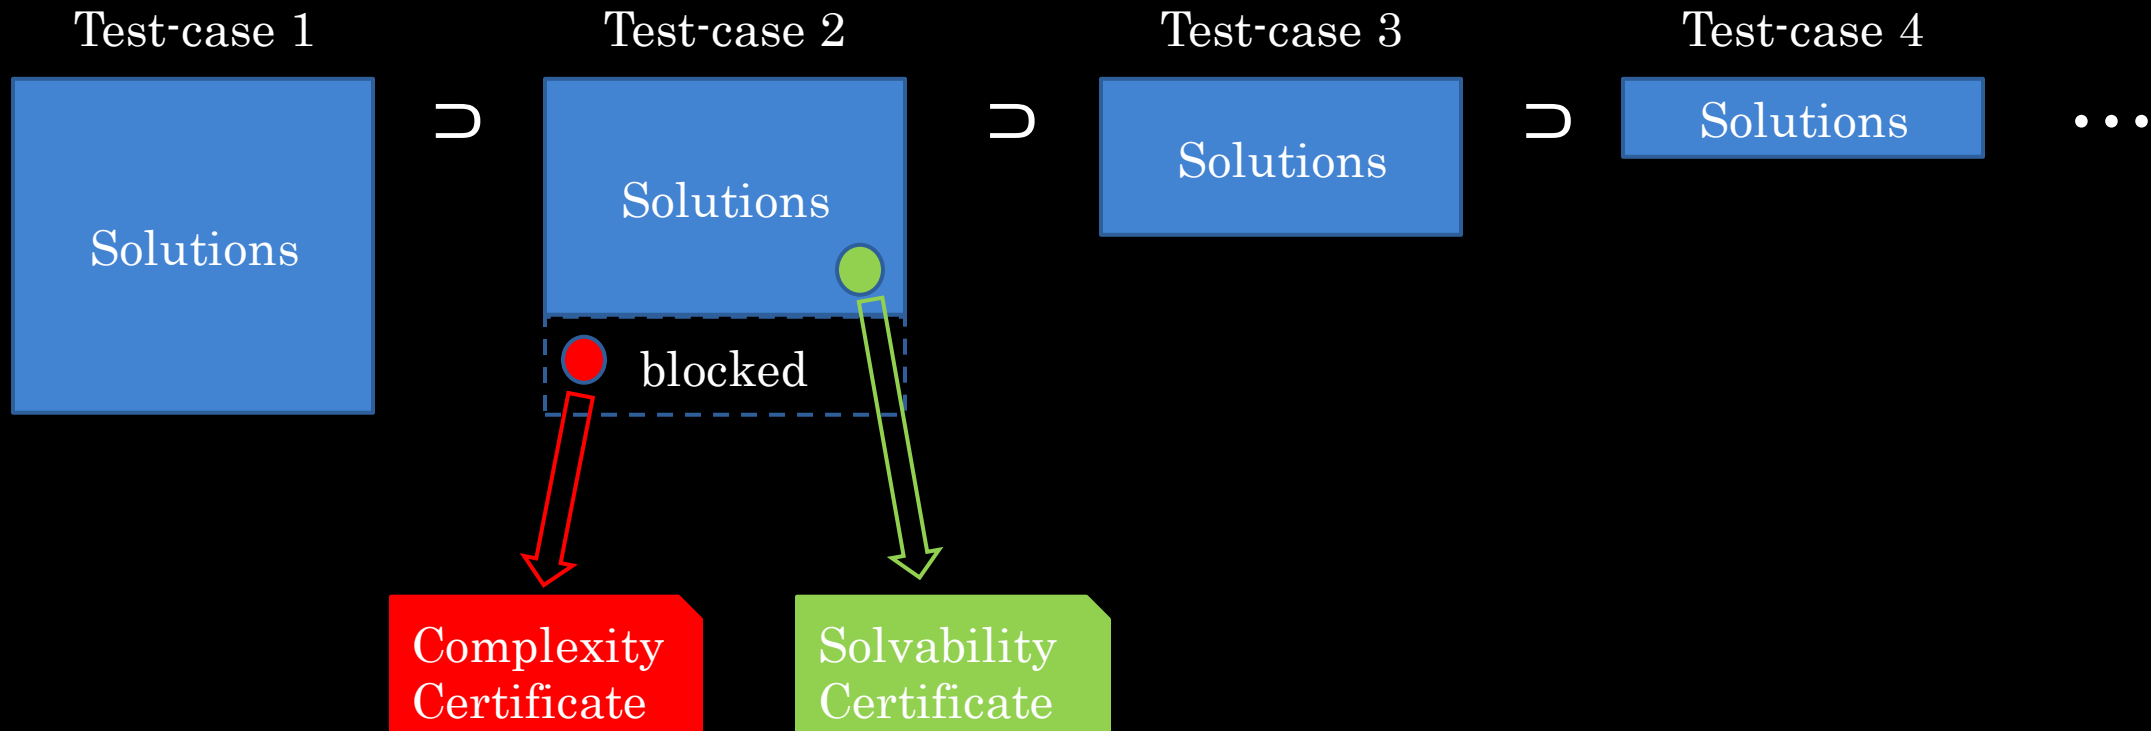 Test-case 1
Test-case 2
Test-case 3
Test-case 4
Solutions
⊃
Solutions
⊃
Solutions
⊃
Solutions
...
blocked
Complexity
Certificate
Solvability
Certificate